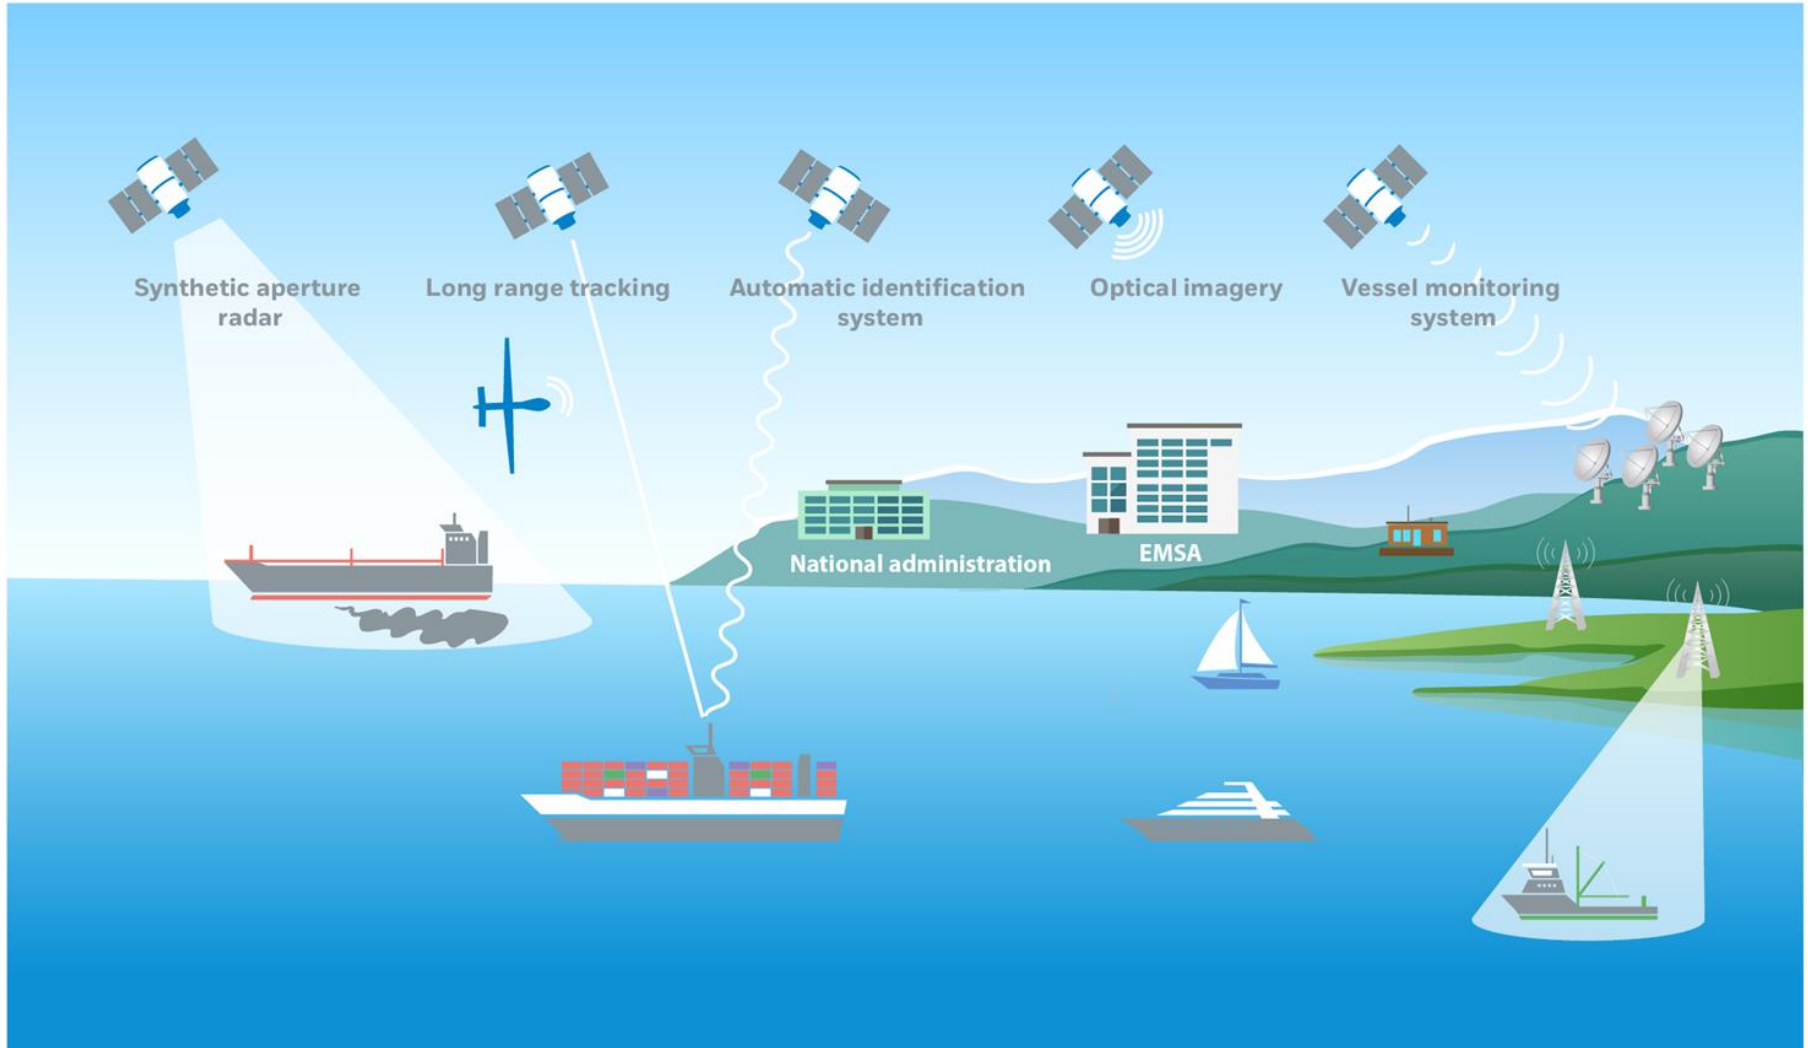 Synthetic aperture
radar
Long range tracking
Automatic identification
system
Optical imagery
Vessel monitoring
system
National administration
EMSA